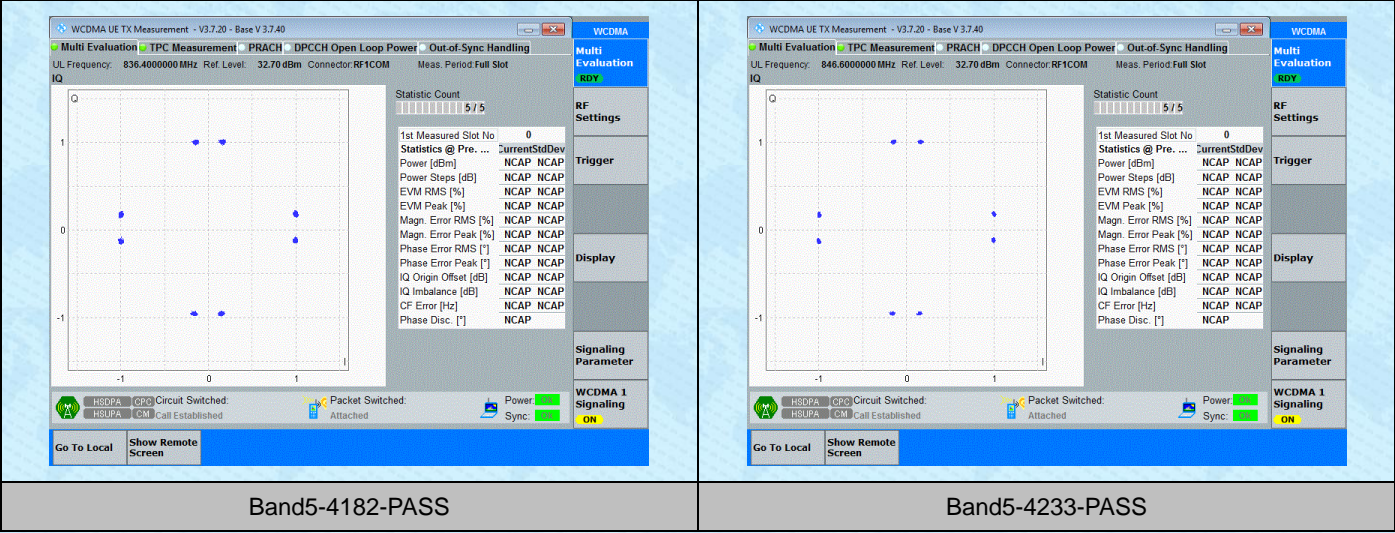 WCDMA UE TX Measurement - V3.7.20 - Base V 3.7.40
WCDMA
Multi Evaluation TPC Measurement PRACH DPCCH Open Loop Power Out-of-Sync Handling
Multi
Evaluation
RDY
UL Frequency: 836.4000000 MHz Ref. Level: 32.70 dBm Connector: RF1COM Meas. Period: Full Slot
IQ
Q
1
0
-1
-1 0 1
I
Statistic Count
5 / 5
1st Measured Slot No 0
Statistics @ Pre. ... Current StdDev
Power [dBm] NCAP NCAP
Power Steps [dB] NCAP NCAP
EVM RMS [%] NCAP NCAP
EVM Peak [%] NCAP NCAP
Magn. Error RMS [%] NCAP NCAP
Magn. Error Peak [%] NCAP NCAP
Phase Error RMS [°] NCAP NCAP
Phase Error Peak [°] NCAP NCAP
IQ Origin Offset [dB] NCAP NCAP
IQ Imbalance [dB] NCAP NCAP
CF Error [Hz] NCAP NCAP
Phase Disc. [°] NCAP
RF
Settings
Trigger
Display
Signaling
Parameter
WCDMA 1
Signaling
ON
HSDPA CPC Circuit Switched: Packet Switched: Power: OK
HSUPA CM Call Established Attached Sync: OK
Go To Local
Show Remote
Screen
Band5-4182-PASS
WCDMA UE TX Measurement - V3.7.20 - Base V 3.7.40
WCDMA
Multi Evaluation TPC Measurement PRACH DPCCH Open Loop Power Out-of-Sync Handling
Multi
Evaluation
RDY
UL Frequency: 846.6000000 MHz Ref. Level: 32.70 dBm Connector: RF1COM Meas. Period: Full Slot
IQ
Q
1
0
-1
-1 0 1
I
Statistic Count
5 / 5
1st Measured Slot No 0
Statistics @ Pre. ... Current StdDev
Power [dBm] NCAP NCAP
Power Steps [dB] NCAP NCAP
EVM RMS [%] NCAP NCAP
EVM Peak [%] NCAP NCAP
Magn. Error RMS [%] NCAP NCAP
Magn. Error Peak [%] NCAP NCAP
Phase Error RMS [°] NCAP NCAP
Phase Error Peak [°] NCAP NCAP
IQ Origin Offset [dB] NCAP NCAP
IQ Imbalance [dB] NCAP NCAP
CF Error [Hz] NCAP NCAP
Phase Disc. [°] NCAP
RF
Settings
Trigger
Display
Signaling
Parameter
WCDMA 1
Signaling
ON
HSDPA CPC Circuit Switched: Packet Switched: Power: OK
HSUPA CM Call Established Attached Sync: OK
Go To Local
Show Remote
Screen
Band5-4233-PASS